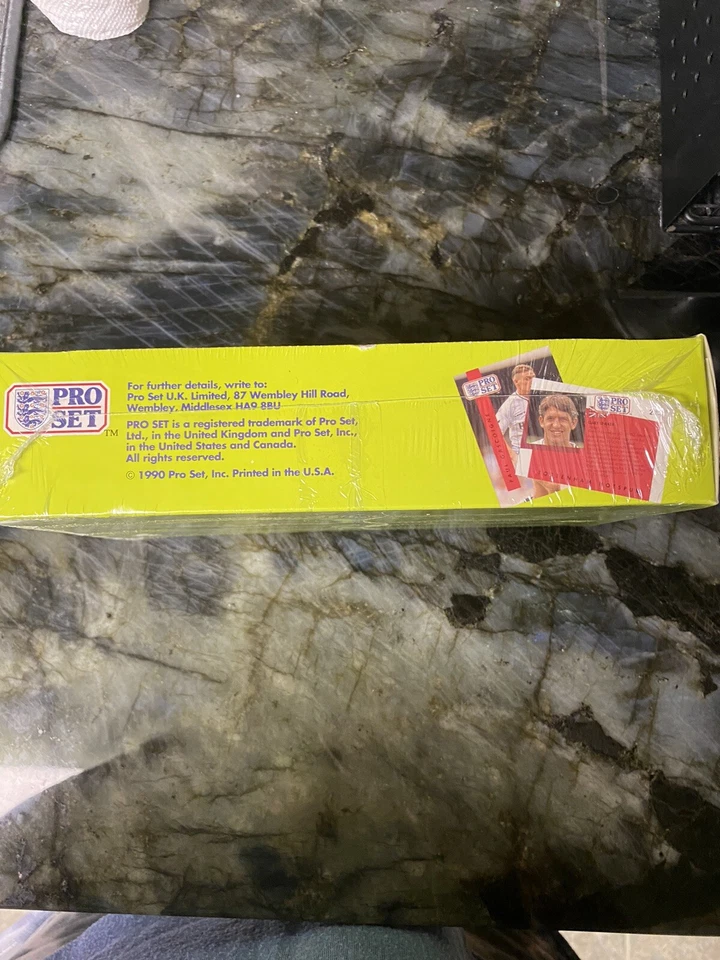 PRO
SET
TM
For further details, write to:
Pro Set U.K. Limited, 87 Wembley Hill Road,
Wembley, Middlesex HA9 8BU
PRO SET is a registered trademark of Pro Set,
Ltd., in the United Kingdom and Pro Set, Inc.,
in the United States and Canada.
All rights reserved.
© 1990 Pro Set, Inc. Printed in the U.S.A.
PRO
SET
PRO
SET